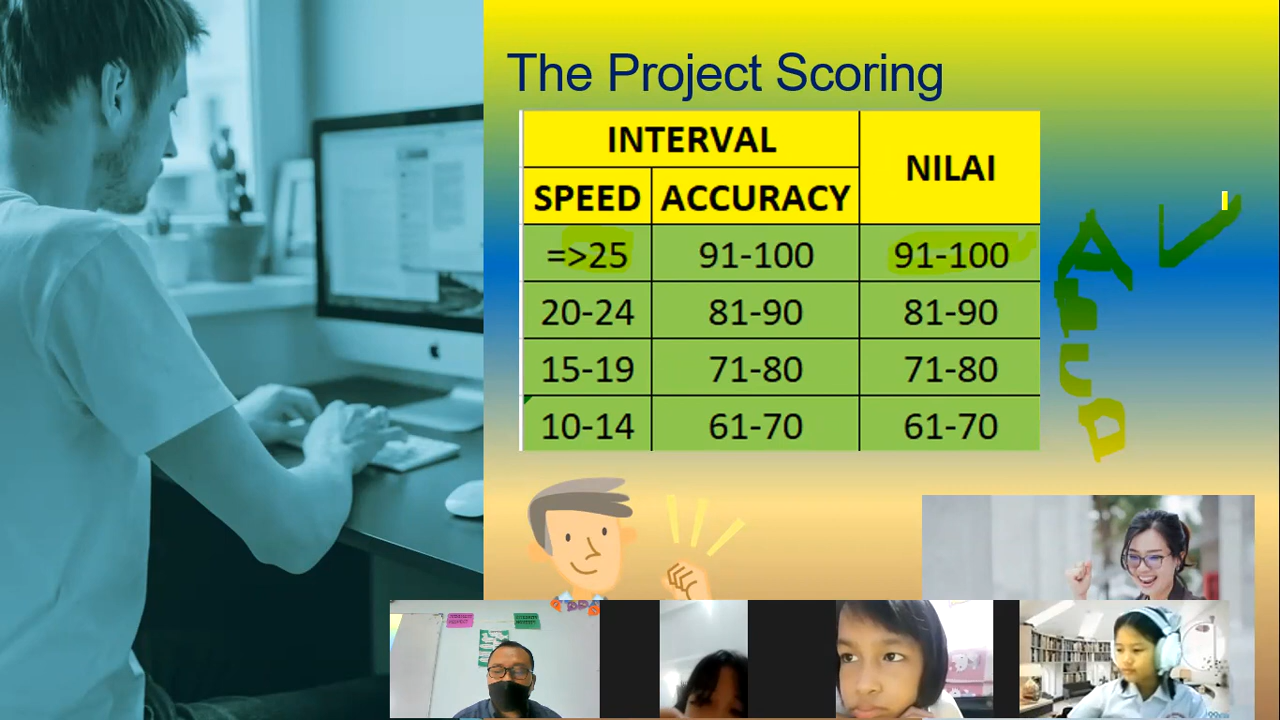 The Project Scoring
INTERVAL NILAI
SPEED ACCURACY
=>25 91-100 91-100
20-24 81-90 81-90
15-19 71-80 71-80
10-14 61-70 61-70
A